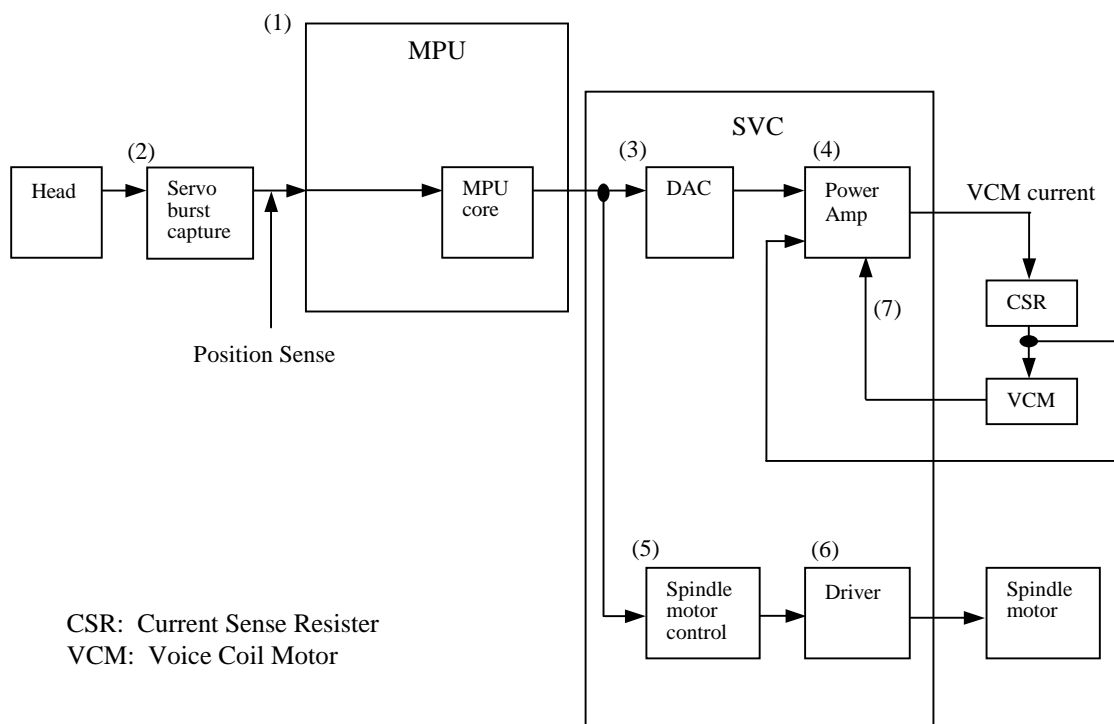 (1)
MPU
SVC
(2)
(3)
(4)
Head
Servo
burst
capture
MPU
core
DAC
Power
Amp
VCM current
(7)
CSR
Position Sense
VCM
(5)
(6)
Spindle
motor
control
Driver
Spindle
motor
CSR: Current Sense Resister
VCM: Voice Coil Motor